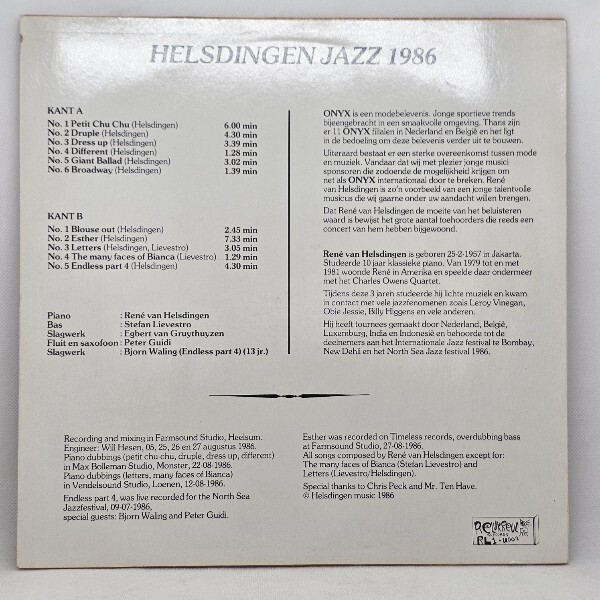 HELSDINGEN JAZZ 1986
KANT A
No. 1 Petit Chu Chu (Helsdingen) 6.00 min
No. 2 Druple (Helsdingen) 4.30 min
No. 3 Dress up (Helsdingen) 3.39 min
No. 4 Different (Helsdingen) 1.28 min
No. 5 Giant Ballad (Helsdingen) 3.02 min
No. 6 Broadway (Helsdingen) 1.39 min
KANT B
No. 1 Blouse out (Helsdingen) 2.45 min
No. 2 Esther (Helsdingen) 7.33 min
No. 3 Letters (Helsdingen, Lievestro) 3.05 min
No. 4 The many faces of Bianca (Lievestro) 1.29 min
No. 5 Endless part 4 (Helsdingen) 4.30 min
Piano : René van Helsdingen
Bas : Stefan Lievestro
Slagwerk : Egbert van Gruythuyzen
Fluit en saxofoon : Peter Guidi
Slagwerk : Bjorn Waling (Endless part 4) (13 jr.)
ONYX is een modebelevenis. Jonge sportieve trends
bijeengebracht in een smaakvolle omgeving. Thans zijn
er 11 ONYX filialen in Nederland en België en het ligt
in de bedoeling om deze belevenis verder uit te bouwen.
Uiteraard bestaat er een sterke overeenkomst tussen mode
en muziek. Vandaar dat wij met plezier jonge musici
sponsoren die zodoende de mogelijkheid krijgen om
net als ONYX internationaal door te breken. René
van Helsdingen is zo'n voorbeeld van een jonge talentvolle
musicus die wij gaarne onder uw aandacht willen brengen.
Dat René van Helsdingen de moeite van het beluisteren
waard is bewijst het grote aantal toehoorders die reeds een
concert van hem hebben bijgewoond.
René van Helsdingen is geboren 25-2-1957 in Jakarta.
Studeerde 10 jaar klassieke piano. Van 1979 tot en met
1981 woonde René in Amerika en speelde daar ondermeer
met het Charles Owens Quartet.
Tijdens deze 3 jaren studeerde hij lichte muziek en kwam
in contact met vele jazzfenomenen zoals Leroy Vinegar,
Obie Jessie, Billy Higgens en vele anderen.
Hij heeft tournees gemaakt door Nederland, België,
Luxemburg, India en Indonesië en behoorde tot de
deelnemers aan het Internationale Jazz festival te Bombay,
New Dehli en het North Sea Jazz festival 1986.
Recording and mixing in Farmsound Studio, Heelsum.
Engineer: Will Hesen, 05, 25, 26 en 27 augustus 1986.
Piano dubbings (petit chu chu, druple, dress up, different)
in Max Bolleman Studio, Monster, 22-08-1986.
Piano dubbings (letters, many faces of Bianca)
in Vendelsound Studio, Loenen, 12-08-1986.
Endless part 4, was live recorded for the North Sea
Jazzfestival, 09-07-1986,
special guests: Bjorn Waling and Peter Guidi.
Esther was recorded on Timeless records, overdubbing bass
at Farmsound Studio, 27-08-1986.
All songs composed by René van Helsdingen except for:
The many faces of Bianca (Stefan Lievestro) and
Letters (Lievestro/Helsdingen).
Special thanks to Chris Peck and Mr. Ten Have.
© Helsdingen music 1986